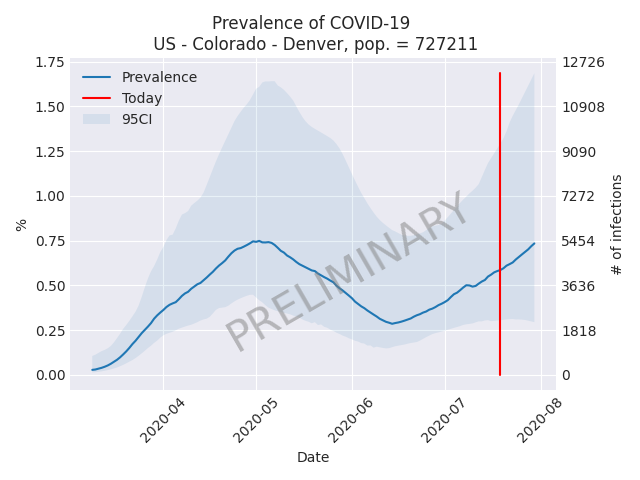 Prevalence of COVID-19
US - Colorado - Denver, pop. = 727211
1.75
1.50
1.25
1.00
0.75
0.50
0.25
0.00
%
Prevalence
Today
95CI
PRELIMINARY
12726
10908
9090
7272
5454
3636
1818
0
# of infections
2020-04
2020-05
2020-06
2020-07
2020-08
Date